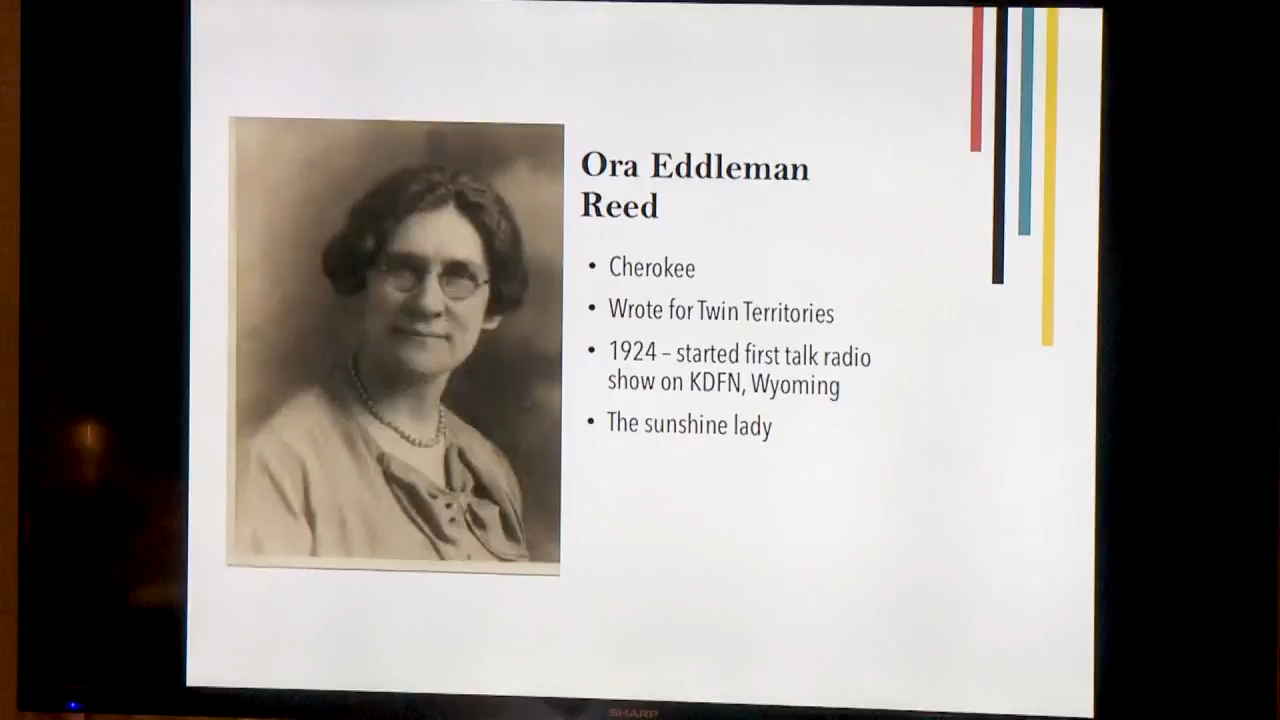 Ora Eddleman
Reed
• Cherokee
• Wrote for Twin Territories
• 1924 – started first talk radio
show on KDFN, Wyoming
• The sunshine lady
SHARP